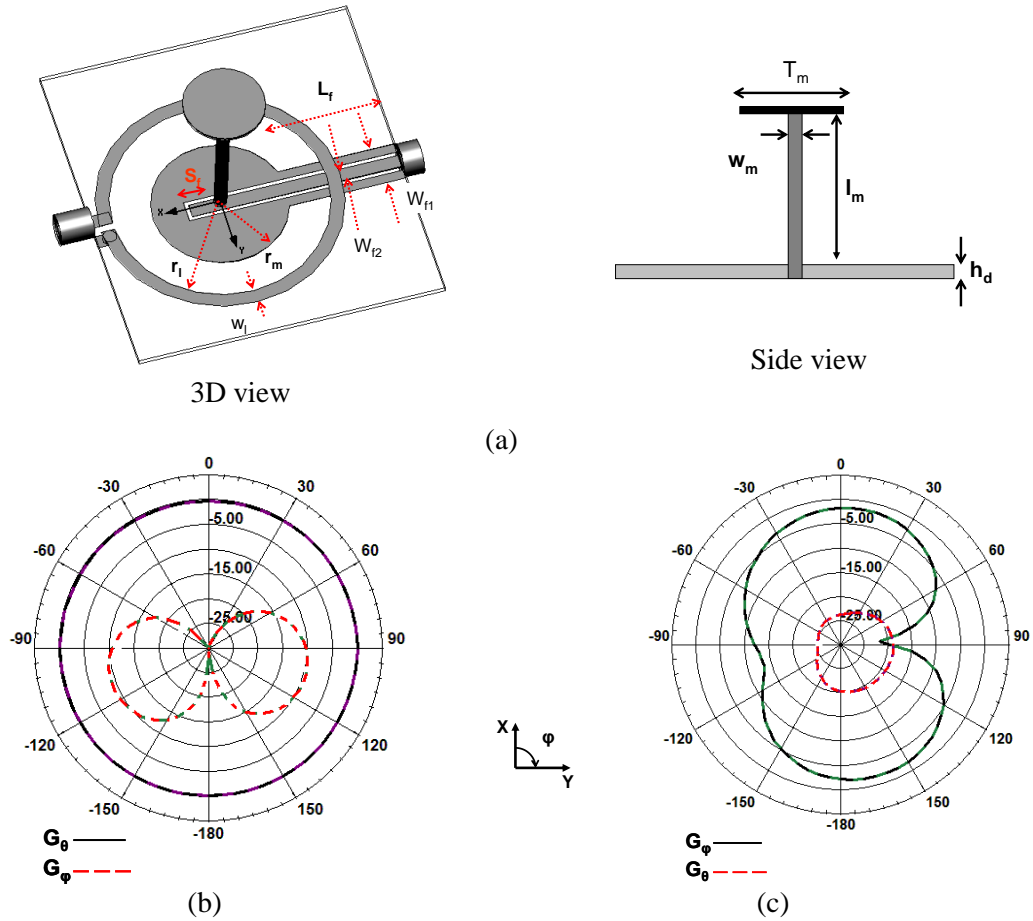 L_f
S_f
X
Y
W_f1
W_f2
r_l
r_m
w_l
3D view
T_m
w_m
l_m
h_d
Side view
(a)
0
30
60
90
120
150
-180
-150
-120
-90
-60
-30
-5.00
-15.00
-25.00
G_θ
G_φ
(b)
X
φ
Y
0
30
60
90
120
150
-180
-150
-120
-90
-60
-30
-5.00
-15.00
-25.00
G_φ
G_θ
(c)